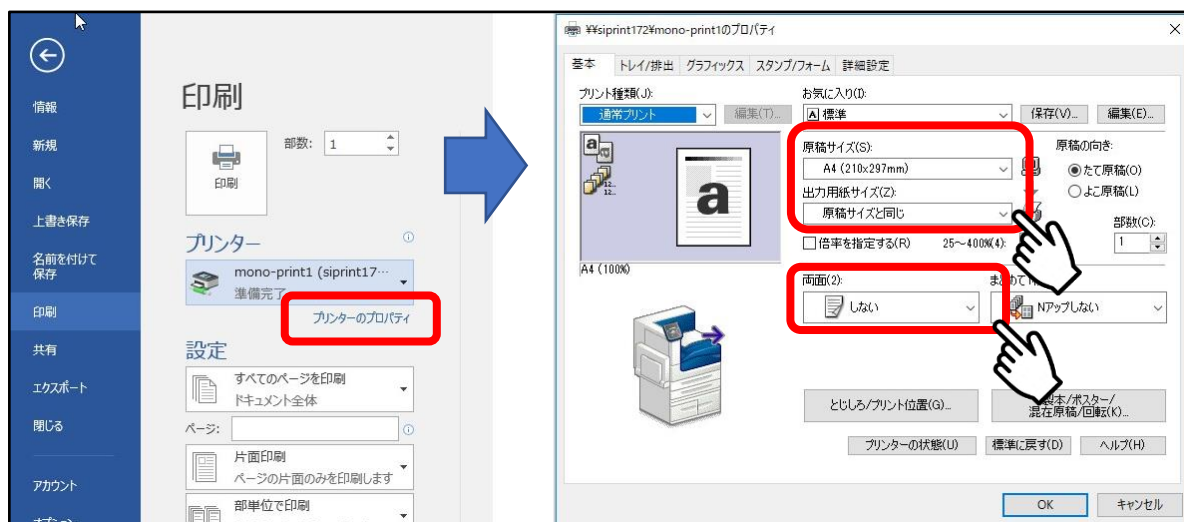 情報
新規
開く
上書き保存
名前を付けて
保存
印刷
共有
エクスポート
閉じる
アカウント
印刷
印刷
部数: 1
プリンター
mono-print1 (siprint17…
準備完了
プリンターのプロパティ
設定
すべてのページを印刷
ドキュメント全体
ページ:
片面印刷
ページの片面のみを印刷します
部単位で印刷
¥¥siprint172¥mono-print1のプロパティ
基本 トレイ/排出 グラフィックス スタンプ/フォーム 詳細設定
プリント種類(J):
通常プリント
編集(T)...
お気に入り(I):
標準
保存(V)... 編集(E)...
原稿サイズ(S):
A4 (210x297mm)
出力用紙サイズ(Z):
原稿サイズと同じ
原稿の向き:
たて原稿(O)
よこ原稿(L)
倍率を指定する(R) 25～400%(4):
部数(C):
1
A4 (100%)
両面(2):
しない
Nアップしない
とじしろ/プリント位置(G)...
製本/ポスター/
混在原稿/回転(K)...
プリンターの状態(U) 標準に戻す(D) ヘルプ(H)
OK キャンセル